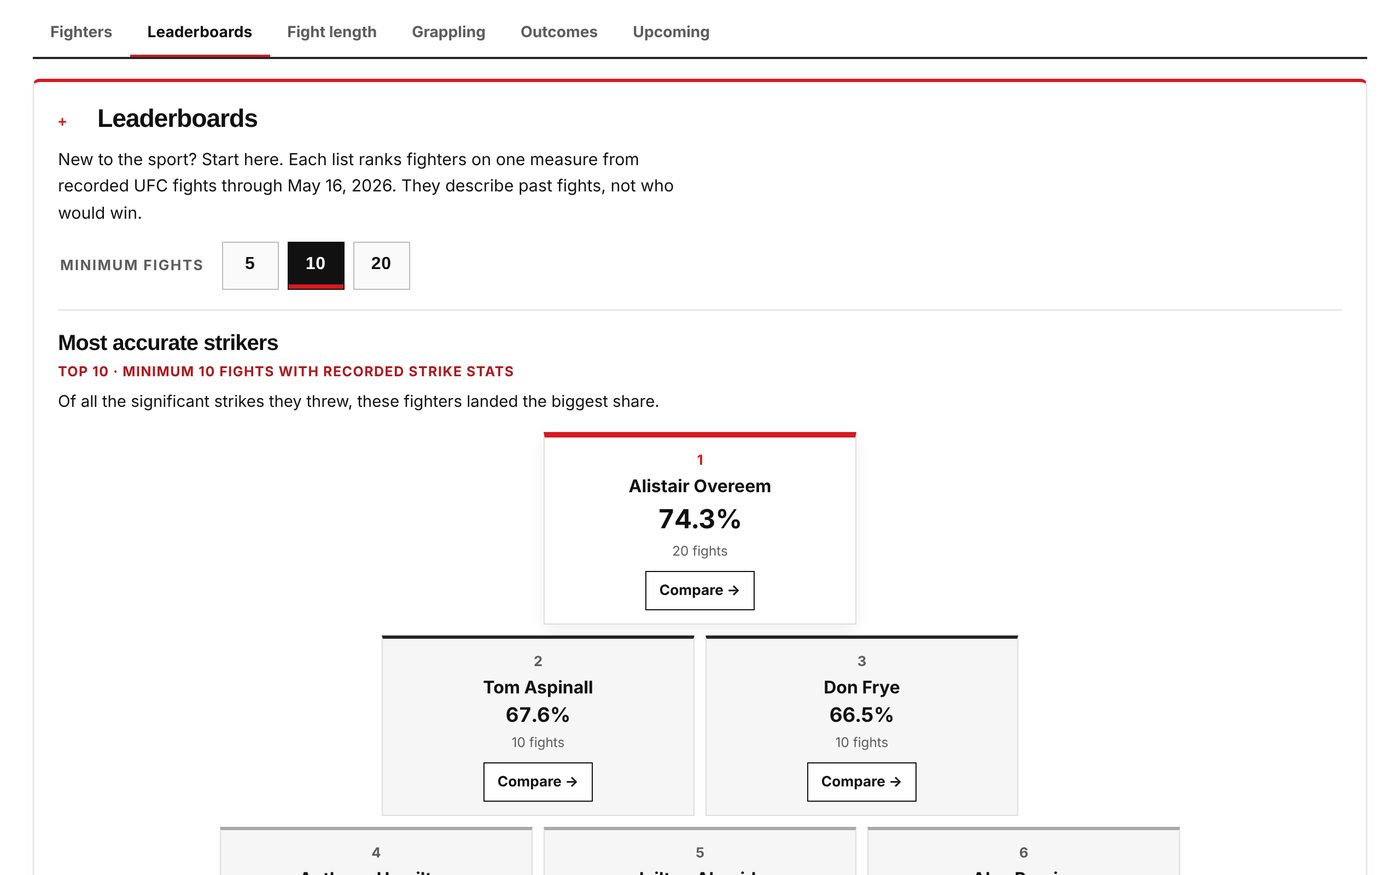 Fighters Leaderboards Fight length Grappling Outcomes Upcoming
+ Leaderboards
New to the sport? Start here. Each list ranks fighters on one measure from
recorded UFC fights through May 16, 2026. They describe past fights, not who
would win.
MINIMUM FIGHTS 5 10 20
Most accurate strikers
TOP 10 · MINIMUM 10 FIGHTS WITH RECORDED STRIKE STATS
Of all the significant strikes they threw, these fighters landed the biggest share.
1
Alistair Overeem
74.3%
20 fights
Compare →
2
Tom Aspinall
67.6%
10 fights
Compare →
3
Don Frye
66.5%
10 fights
Compare →
4
5
6